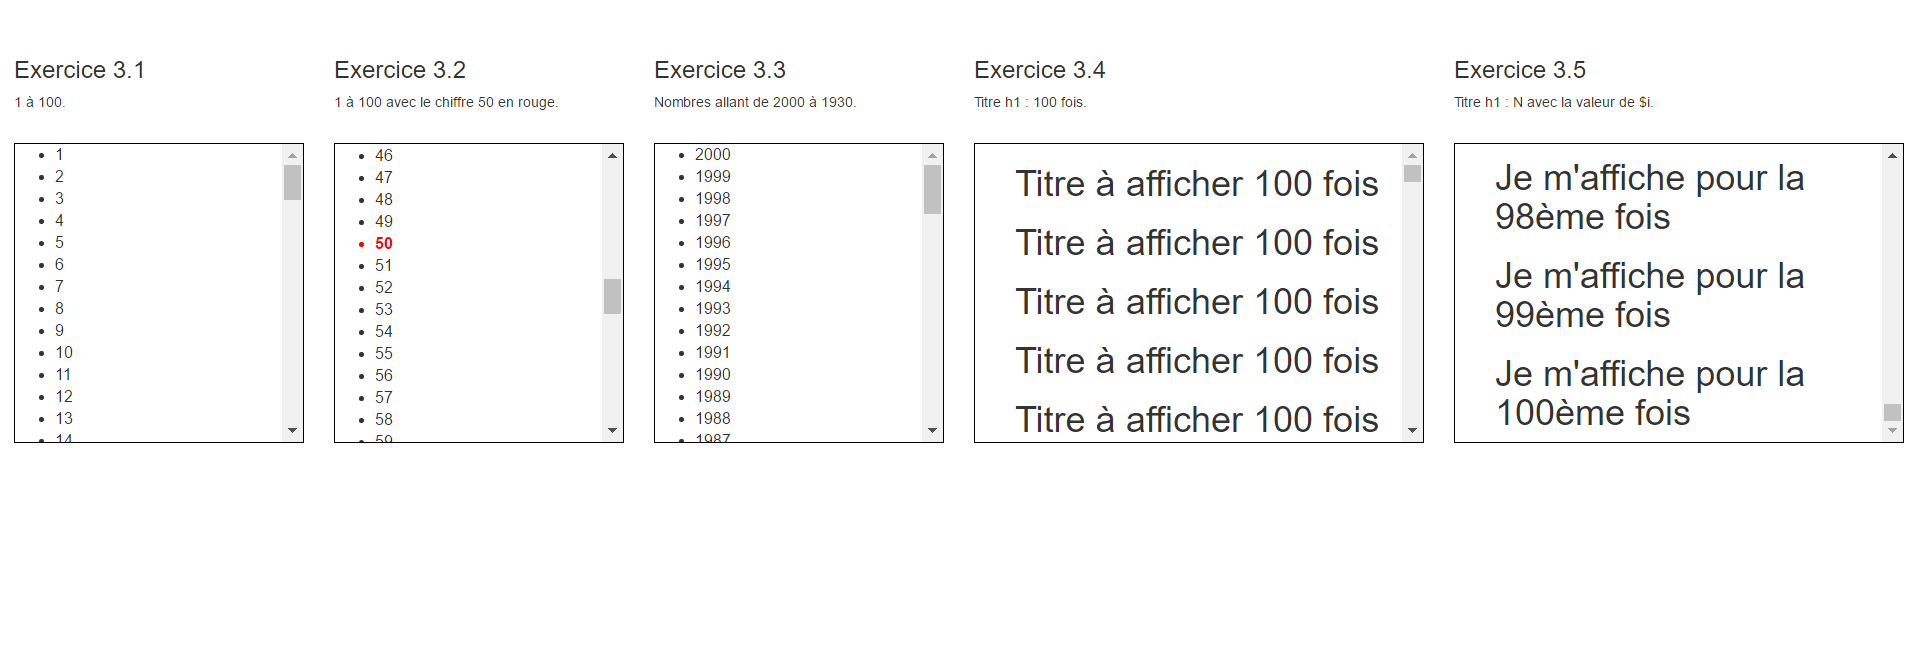 Exercice 3.1
1 à 100.
1
2
3
4
5
6
7
8
9
10
11
12
13
14
Exercice 3.2
1 à 100 avec le chiffre 50 en rouge.
46
47
48
49
50
51
52
53
54
55
56
57
58
59
Exercice 3.3
Nombres allant de 2000 à 1930.
2000
1999
1998
1997
1996
1995
1994
1993
1992
1991
1990
1989
1988
1987
Exercice 3.4
Titre h1 : 100 fois.
Titre à afficher 100 fois
Titre à afficher 100 fois
Titre à afficher 100 fois
Titre à afficher 100 fois
Titre à afficher 100 fois
Exercice 3.5
Titre h1 : N avec la valeur de $i.
Je m'affiche pour la
98ème fois
Je m'affiche pour la
99ème fois
Je m'affiche pour la
100ème fois